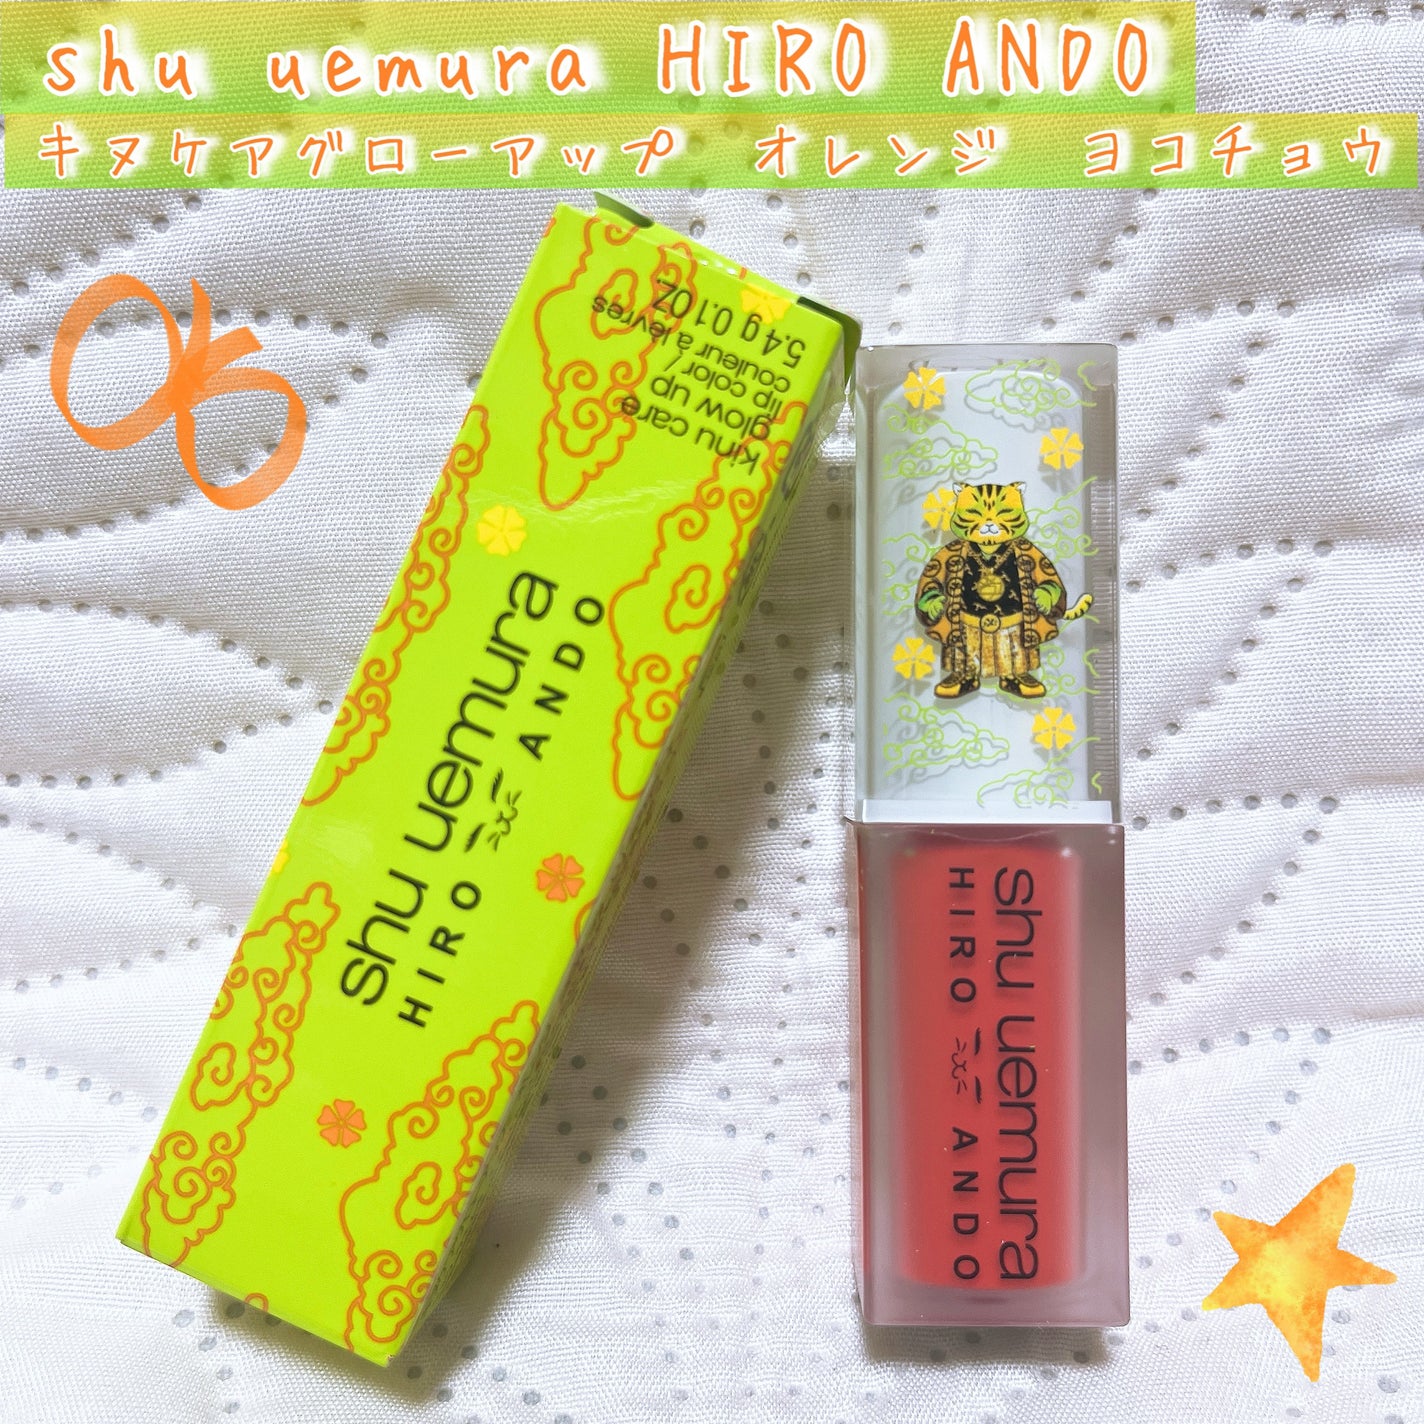 shu uemura HIRO ANDO
キヌケアグローアップ　オレンジ　ヨコチョウ
kinu care
glow up
lip color /
couleur à lèvres
5.4 g 0.1 OZ
shu uemura
HIRO ANDO
shu uemura
HIRO ANDO